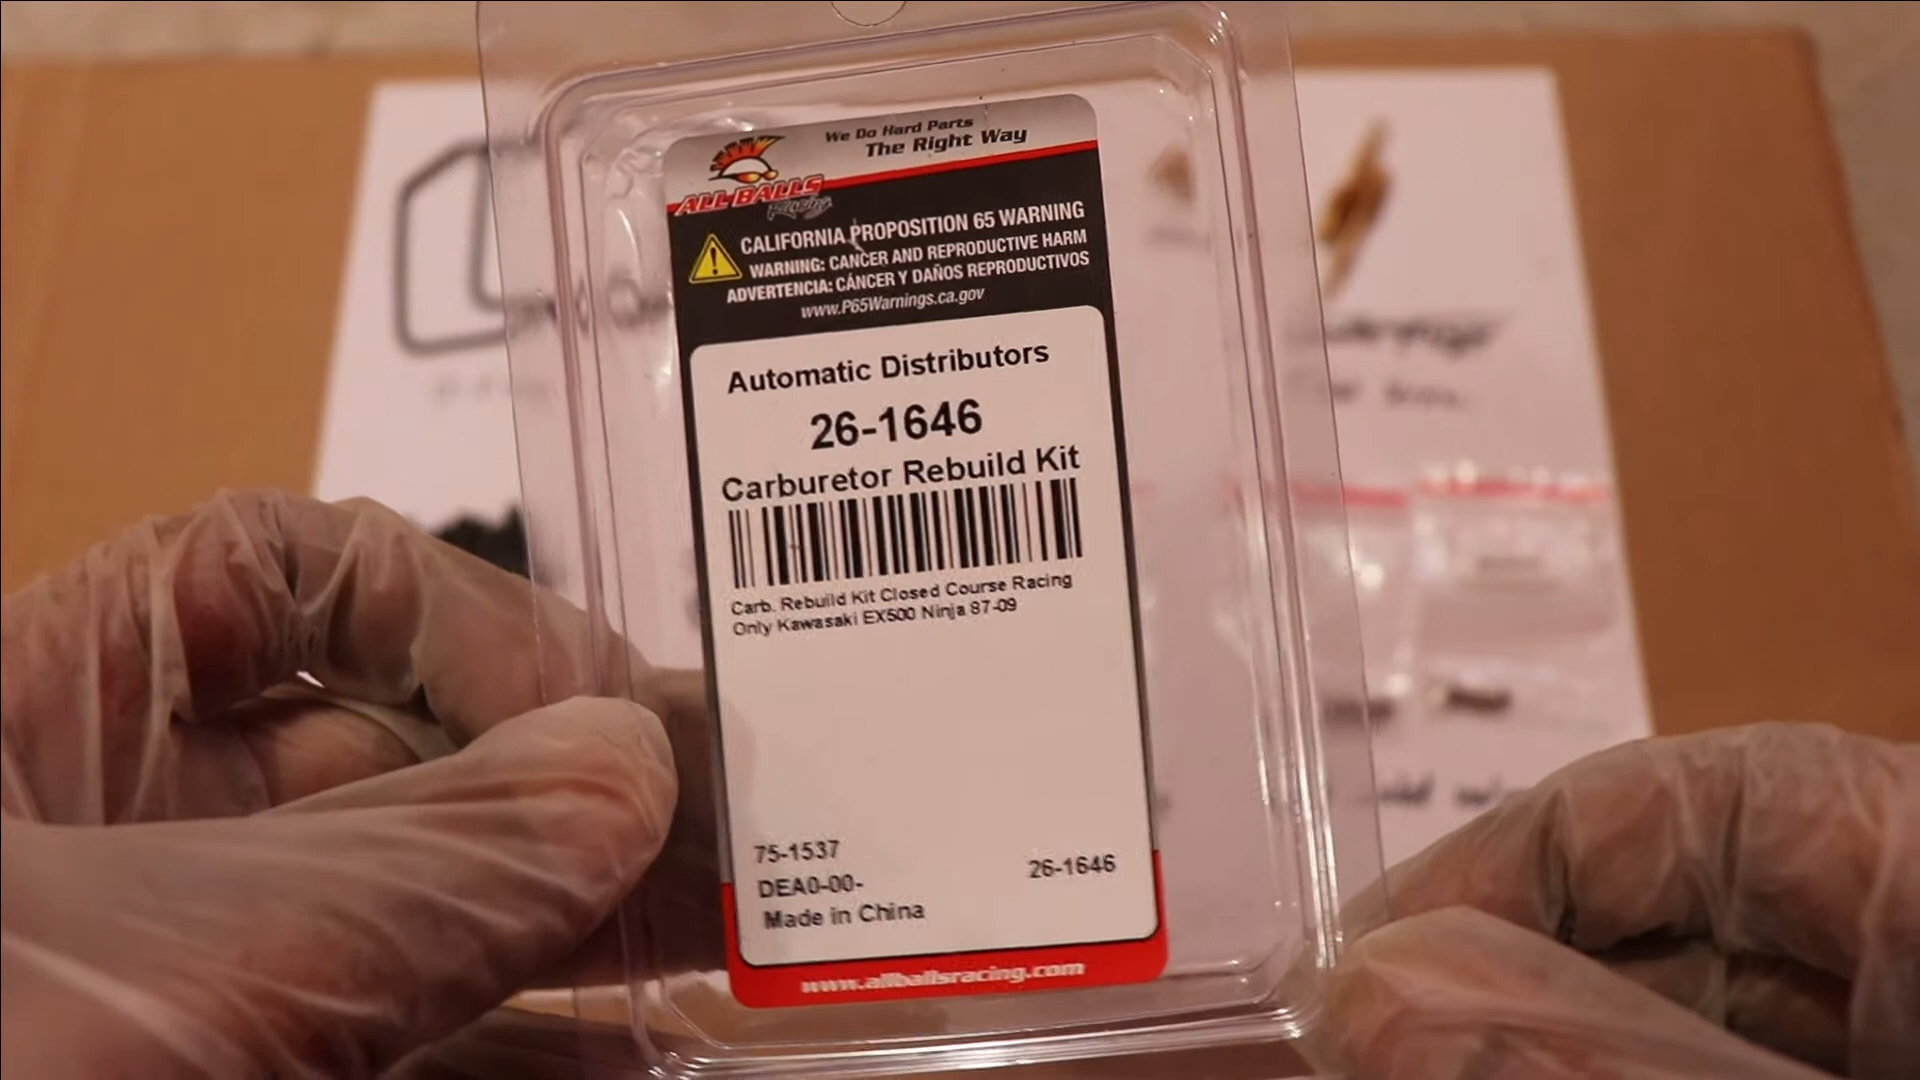 We Do Hard Parts
The Right Way
ALL BALLS
Racing
CALIFORNIA PROPOSITION 65 WARNING
WARNING: CANCER AND REPRODUCTIVE HARM
ADVERTENCIA: CÁNCER Y DAÑOS REPRODUCTIVOS
www.P65Warnings.ca.gov
Automatic Distributors
26-1646
Carburetor Rebuild Kit
Carb. Rebuild Kit Closed Course Racing
Only Kawasaki EX500 Ninja 87-09
75-1537
DEA0-00-
26-1646
Made in China
www.allballsracing.com